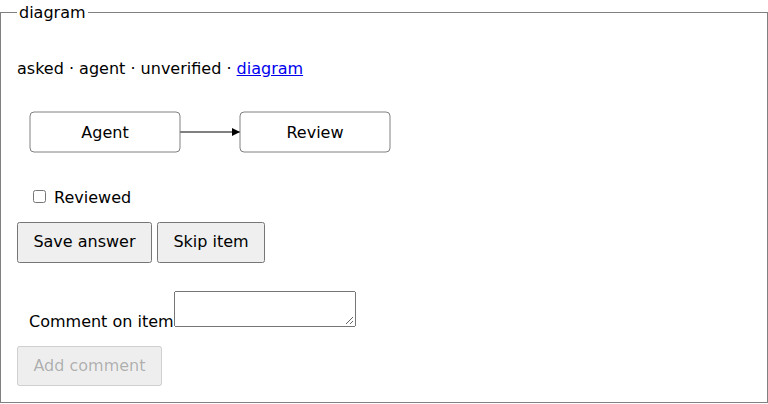 diagram
asked · agent · unverified · diagram
Agent Review
Reviewed
Save answer Skip item
Comment on item
Add comment